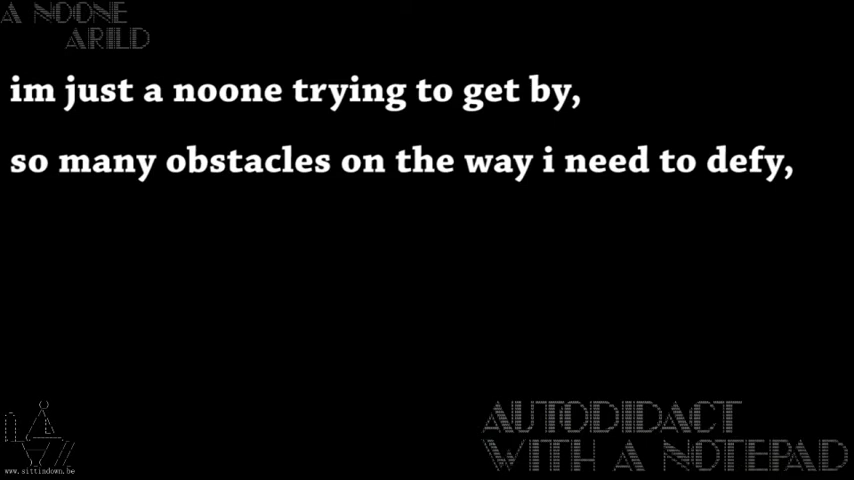 A NOONE
ARILD
im just a noone trying to get by,
so many obstacles on the way i need to defy,
AUTODIDACT
WITH A NOTEPAD
www.sittindown.be